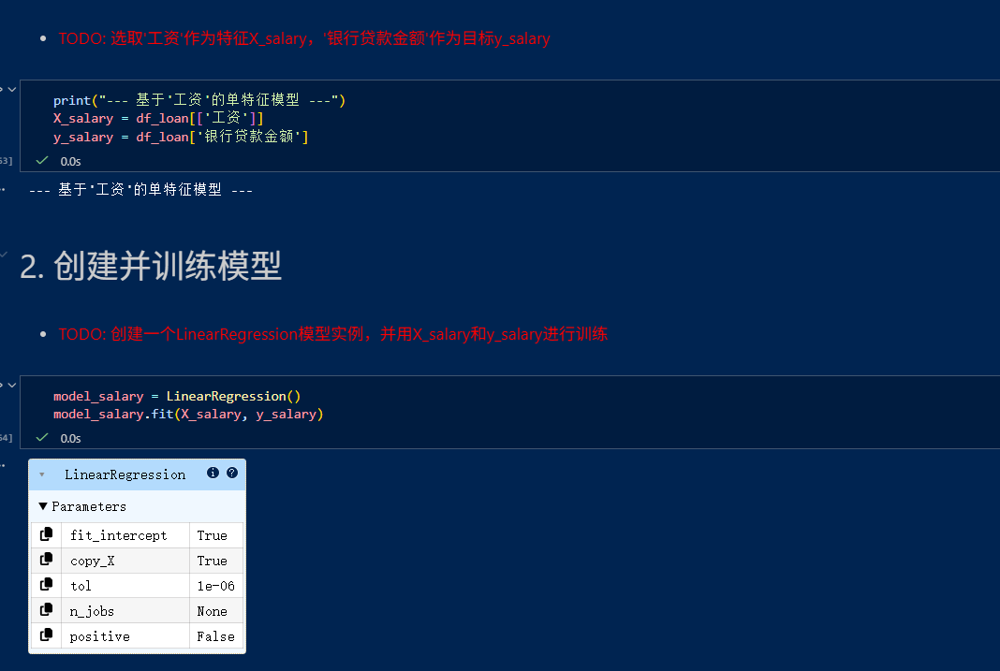 TODO: 选取'工资'作为特征X_salary，'银行贷款金额'作为目标y_salary
print("--- 基于'工资'的单特征模型 ---")
X_salary = df_loan[['工资']]
y_salary = df_loan['银行贷款金额']
0.0s
--- 基于'工资'的单特征模型 ---
2. 创建并训练模型
TODO: 创建一个LinearRegression模型实例，并用X_salary和y_salary进行训练
model_salary = LinearRegression()
model_salary.fit(X_salary, y_salary)
0.0s
LinearRegression
Parameters
fit_intercept True
copy_X True
tol 1e-06
n_jobs None
positive False